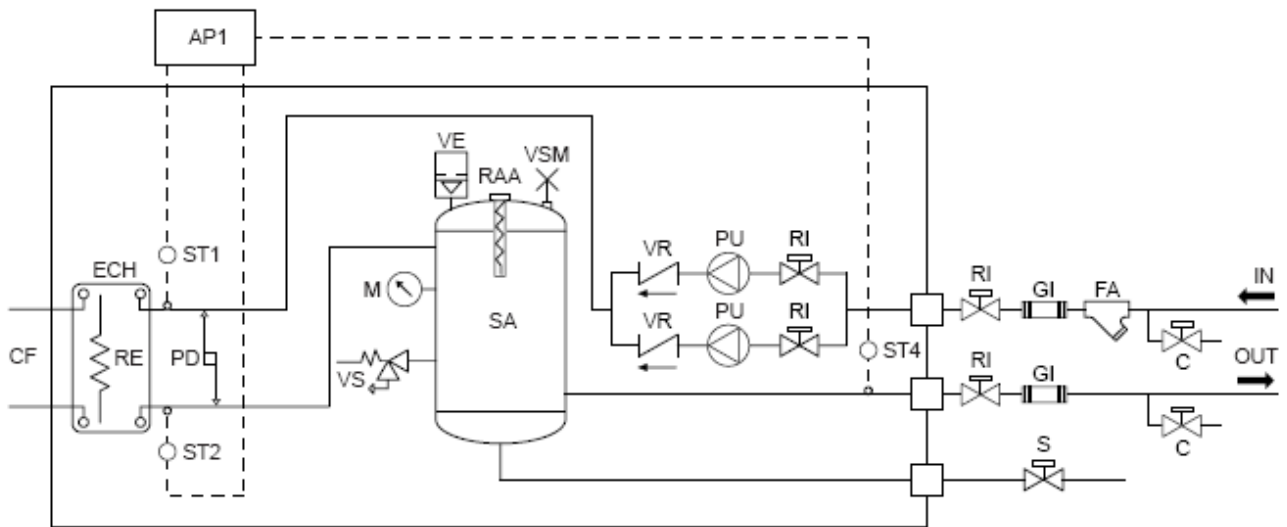 AP1
VE
VSM
RAA
ST1
ECH
VR
PU
RI
RI
GI
FA
IN
M
SA
CF
RE
PD
VR
PU
RI
ST4
C
VS
RI
GI
OUT
ST2
C
S